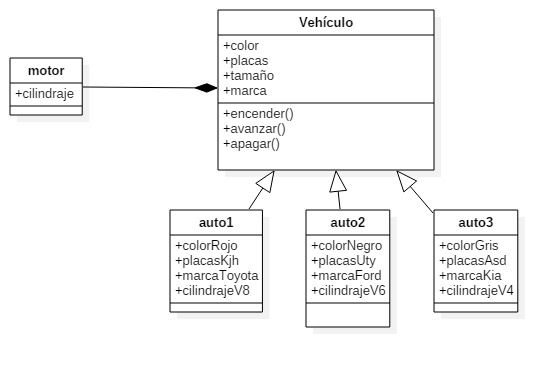 Vehículo
+color
+placas
+tamaño
+marca
+encender()
+avanzar()
+apagar()
motor
+cilindraje
auto1
+colorRojo
+placasKjh
+marcaToyota
+cilindrajeV8
auto2
+colorNegro
+placasUty
+marcaFord
+cilindrajeV6
auto3
+colorGris
+placasAsd
+marcaKia
+cilindrajeV4